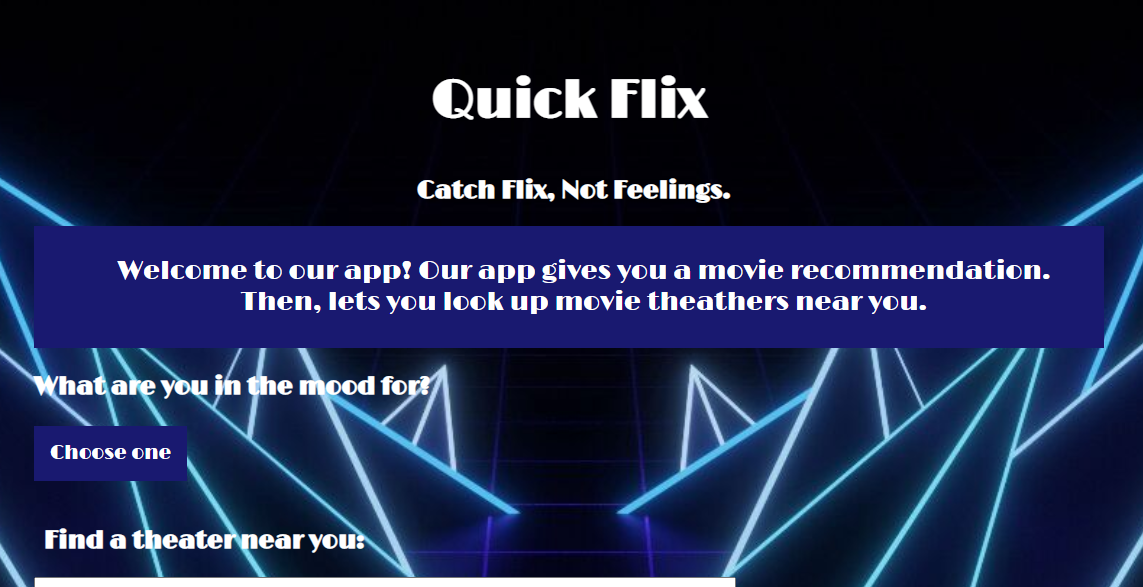 Quick Flix
Catch Flix, Not Feelings.
Welcome to our app! Our app gives you a movie recommendation.
Then, lets you look up movie theathers near you.
What are you in the mood for?
Choose one
Find a theater near you: